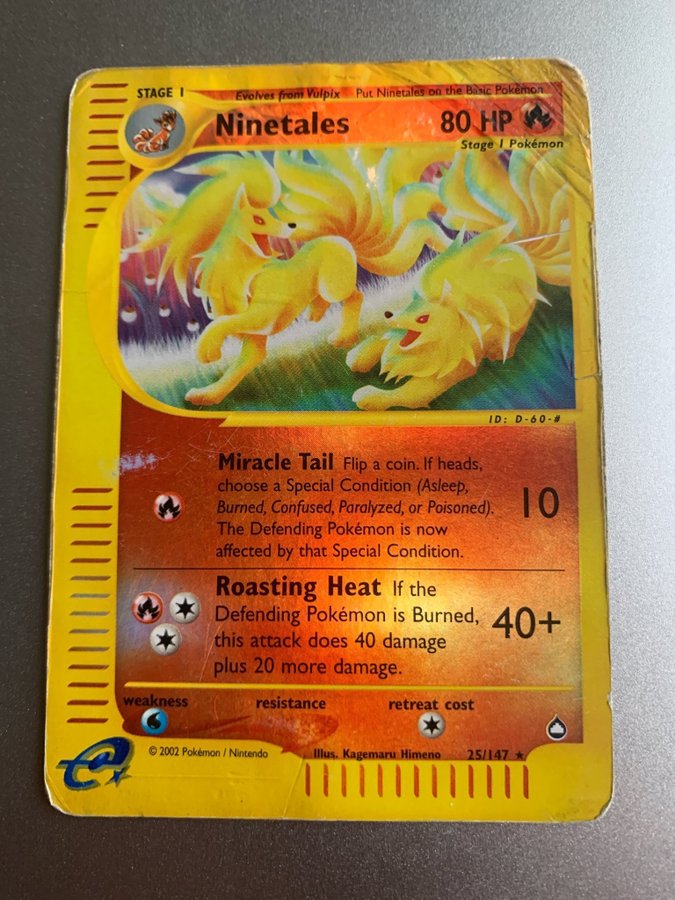 STAGE 1
Evolves from Vulpix Put Ninetales on the Basic Pokémon
Ninetales 80 HP
Stage 1 Pokémon
ID: D-60-#
Miracle Tail Flip a coin. If heads,
choose a Special Condition (Asleep,
Burned, Confused, Paralyzed, or Poisoned).
The Defending Pokémon is now
affected by that Special Condition.
10
Roasting Heat If the
Defending Pokémon is Burned,
this attack does 40 damage
plus 20 more damage.
40+
weakness resistance retreat cost
© 2002 Pokémon / Nintendo Illus. Kagemaru Himeno 25/147 ★
e